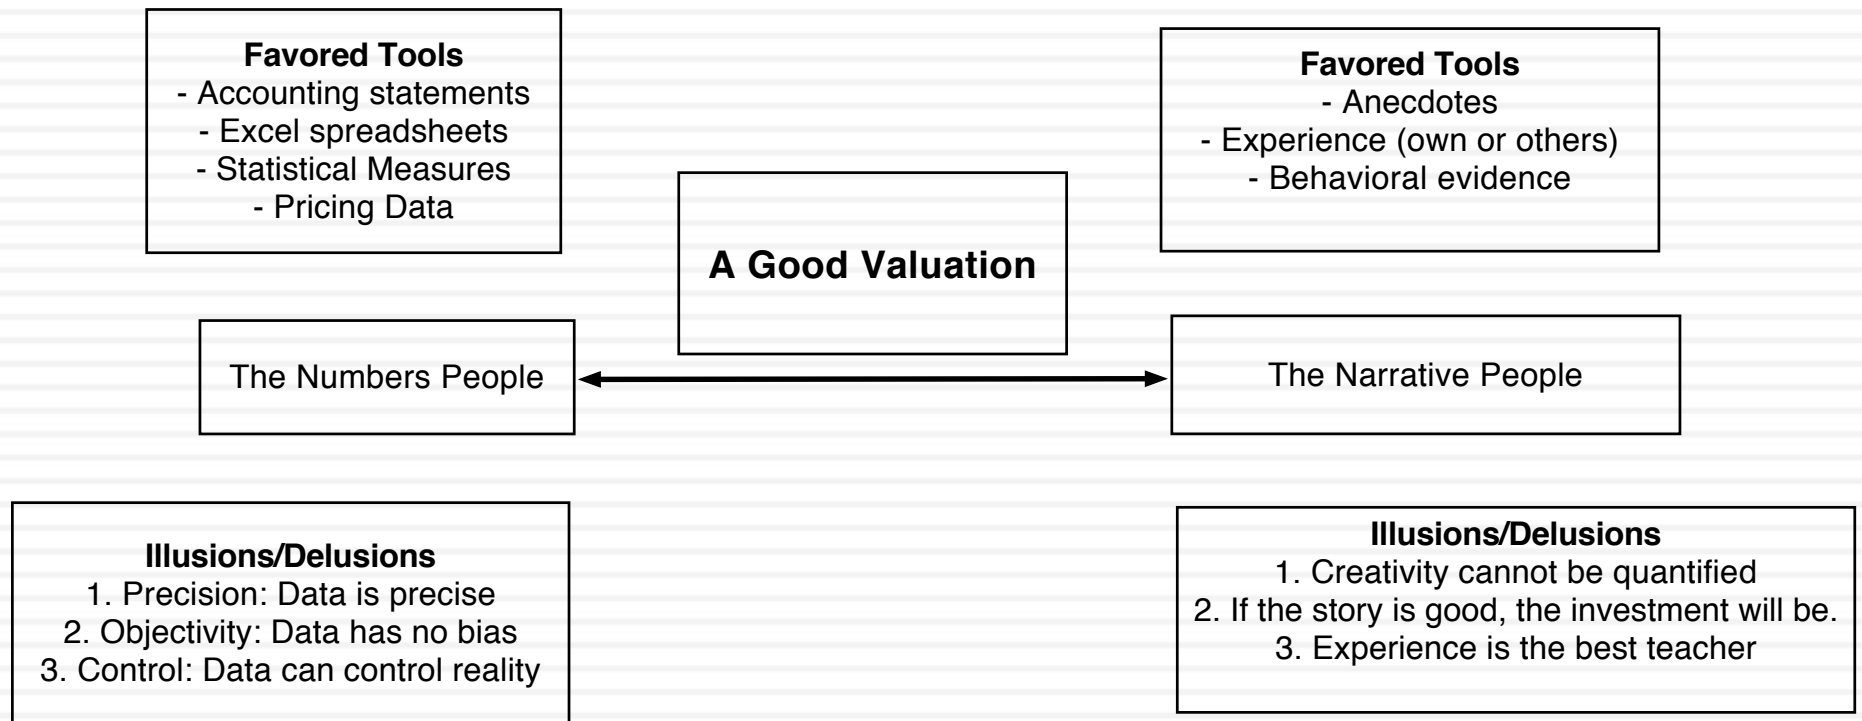 Favored Tools
- Accounting statements
- Excel spreadsheets
- Statistical Measures
- Pricing Data
Favored Tools
- Anecdotes
- Experience (own or others)
- Behavioral evidence
A Good Valuation
The Numbers People
The Narrative People
Illusions/Delusions
1. Precision: Data is precise
2. Objectivity: Data has no bias
3. Control: Data can control reality
Illusions/Delusions
1. Creativity cannot be quantified
2. If the story is good, the investment will be.
3. Experience is the best teacher